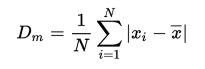 $D_m = \frac{1}{N} \sum_{i=1}^{N} |x_i - \overline{x}|$